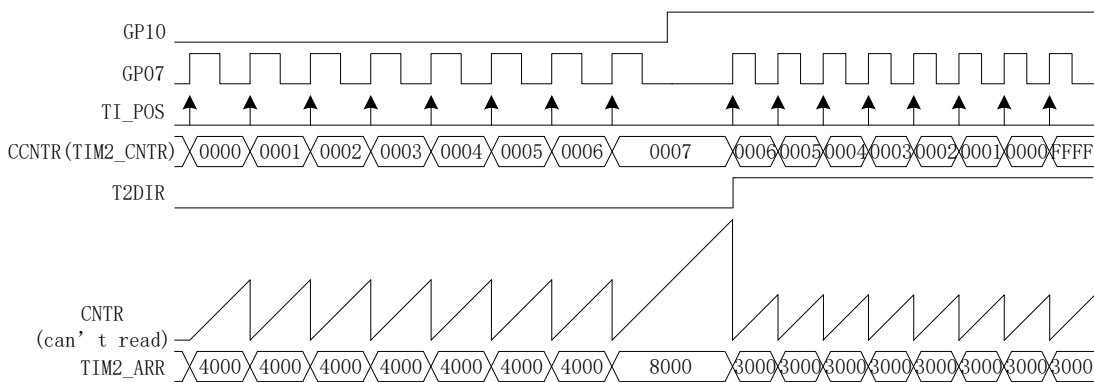 GP10
GP07
TI_POS
CCNTR(TIM2_CNTR) 0000 0001 0002 0003 0004 0005 0006 0007 0006 0005 0004 0003 0002 0001 0000 FFFF
T2DIR
CNTR
(can't read)
TIM2_ARR 4000 4000 4000 4000 4000 4000 4000 8000 3000 3000 3000 3000 3000 3000 3000 3000